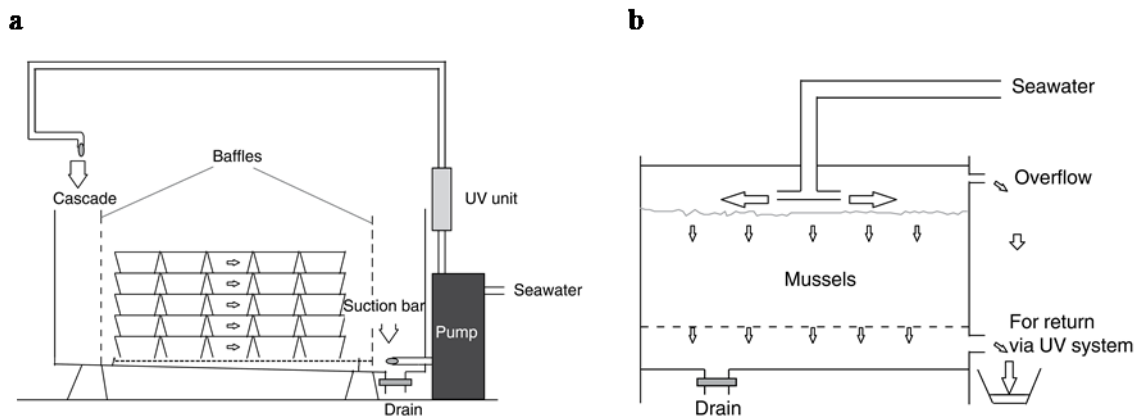 a
Baffles
Cascade
UV unit
Suction bar
Seawater
Pump
Drain
b
Seawater
Overflow
Mussels
For return
via UV system
Drain